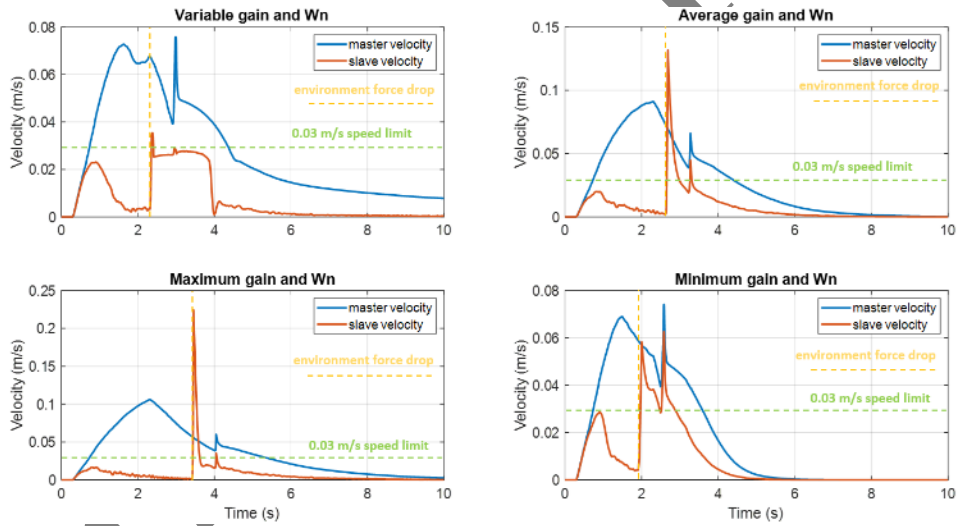 Variable gain and Wn
Velocity (m/s)
0.08
0.06
0.04
0.02
0
0 2 4 6 8 10
master velocity
slave velocity
environment force drop
0.03 m/s speed limit
Average gain and Wn
Velocity (m/s)
0.15
0.1
0.05
0
0 2 4 6 8 10
master velocity
slave velocity
environment force drop
0.03 m/s speed limit
Maximum gain and Wn
Velocity (m/s)
0.25
0.2
0.15
0.1
0.05
0
0 2 4 6 8 10
Time (s)
master velocity
slave velocity
environment force drop
0.03 m/s speed limit
Minimum gain and Wn
Velocity (m/s)
0.08
0.06
0.04
0.02
0
0 2 4 6 8 10
Time (s)
master velocity
slave velocity
environment force drop
0.03 m/s speed limit